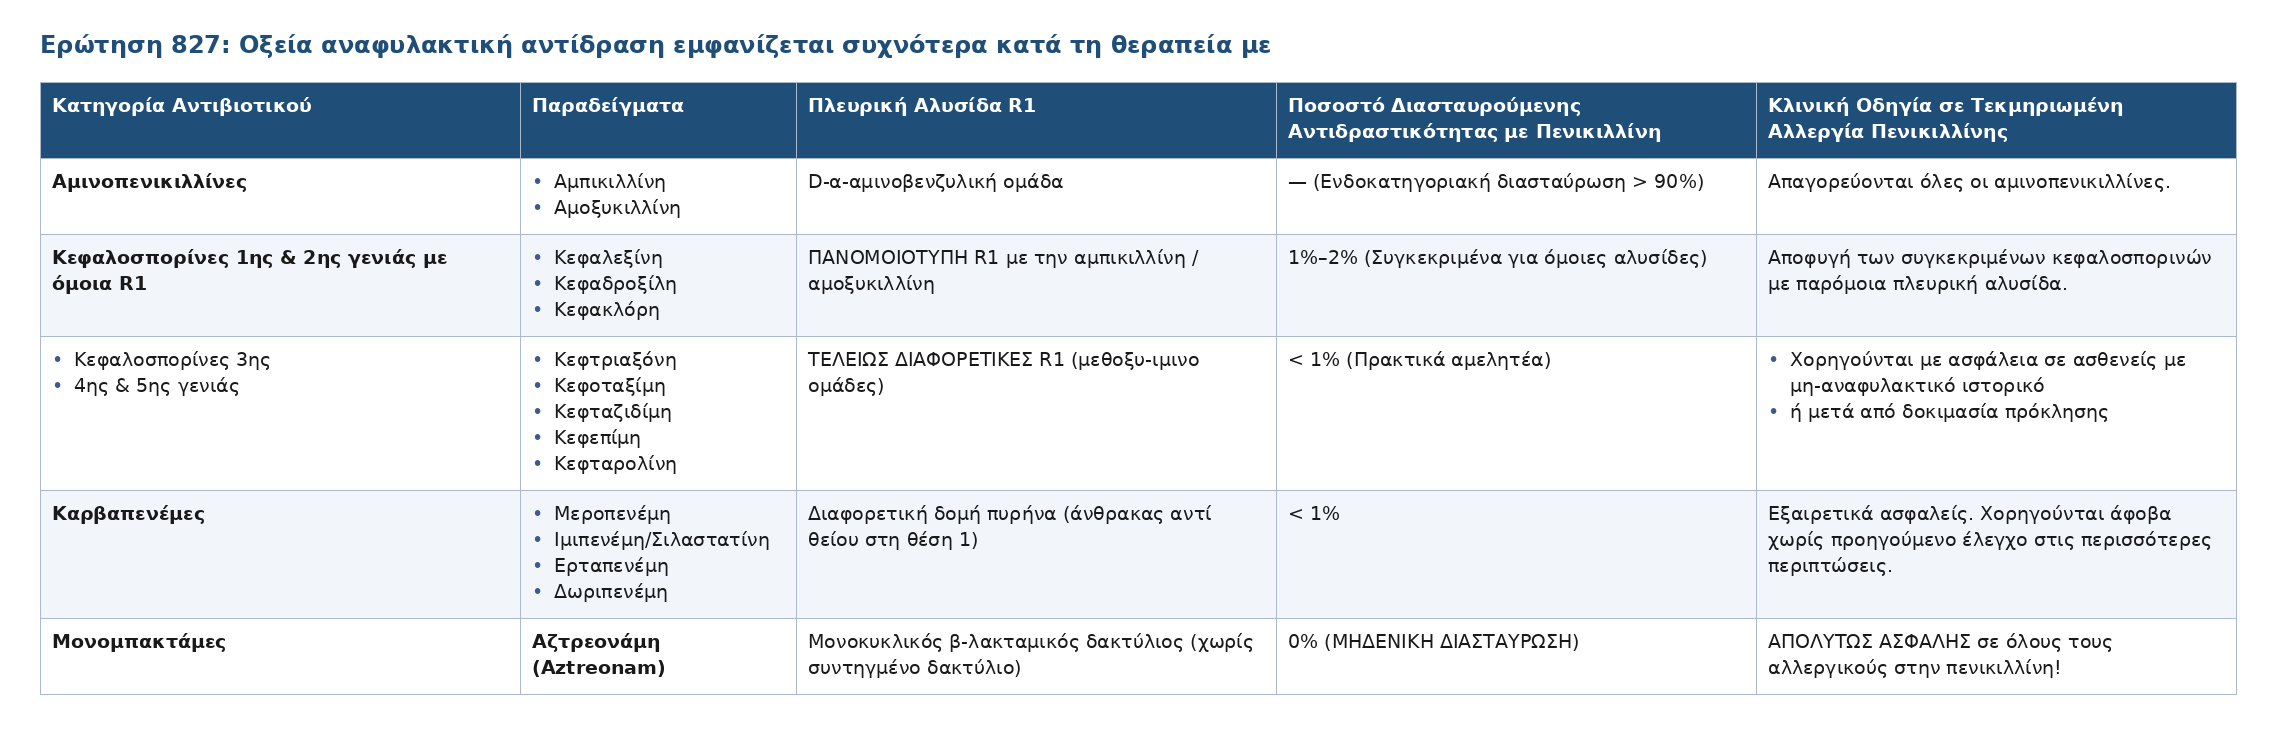 Ερώτηση 827: Οξεία αναφυλακτική αντίδραση εμφανίζεται συχνότερα κατά τη θεραπεία με
Κατηγορία Αντιβιοτικού
Παραδείγματα
Πλευρική Αλυσίδα R1
Ποσοστό Διασταυρούμενης
Αντιδραστικότητας με Πενικιλλίνη
Κλινική Οδηγία σε Τεκμηριωμένη
Αλλεργία Πενικιλλίνης
Αμινοπενικιλλίνες
• Αμπικιλλίνη
• Αμοξυκιλλίνη
D-α-αμινοβενζυλική ομάδα
— (Ενδοκατηγοριακή διασταύρωση > 90%)
Απαγορεύονται όλες οι αμινοπενικιλλίνες.
Κεφαλοσπορίνες 1ης & 2ης γενιάς με
όμοια R1
• Κεφαλεξίνη
• Κεφαδροξίλη
• Κεφακλόρη
ΠΑΝΟΜΟΙΟΤΥΠΗ R1 με την αμπικιλλίνη /
αμοξυκιλλίνη
1%–2% (Συγκεκριμένα για όμοιες αλυσίδες)
Αποφυγή των συγκεκριμένων κεφαλοσπορινών
με παρόμοια πλευρική αλυσίδα.
• Κεφαλοσπορίνες 3ης
• 4ης & 5ης γενιάς
• Κεφτριαξόνη
• Κεφοταξίμη
• Κεφταζιδίμη
• Κεφεπίμη
• Κεφταρολίνη
ΤΕΛΕΙΩΣ ΔΙΑΦΟΡΕΤΙΚΕΣ R1 (μεθοξυ-ιμινο
ομάδες)
< 1% (Πρακτικά αμελητέα)
• Χορηγούνται με ασφάλεια σε ασθενείς με
μη-αναφυλακτικό ιστορικό
• ή μετά από δοκιμασία πρόκλησης
Καρβαπενέμες
• Μεροπενέμη
• Ιμιπενέμη/Σιλαστατίνη
• Ερταπενέμη
• Δωριπενέμη
Διαφορετική δομή πυρήνα (άνθρακας αντί
θείου στη θέση 1)
< 1%
Εξαιρετικά ασφαλείς. Χορηγούνται άφοβα
χωρίς προηγούμενο έλεγχο στις περισσότερες
περιπτώσεις.
Μονομπακτάμες
Αζτρεονάμη
(Aztreonam)
Μονοκυκλικός β-λακταμικός δακτύλιος (χωρίς
συντηγμένο δακτύλιο)
0% (ΜΗΔΕΝΙΚΗ ΔΙΑΣΤΑΥΡΩΣΗ)
ΑΠΟΛΥΤΩΣ ΑΣΦΑΛΗΣ σε όλους τους
αλλεργικούς στην πενικιλλίνη!